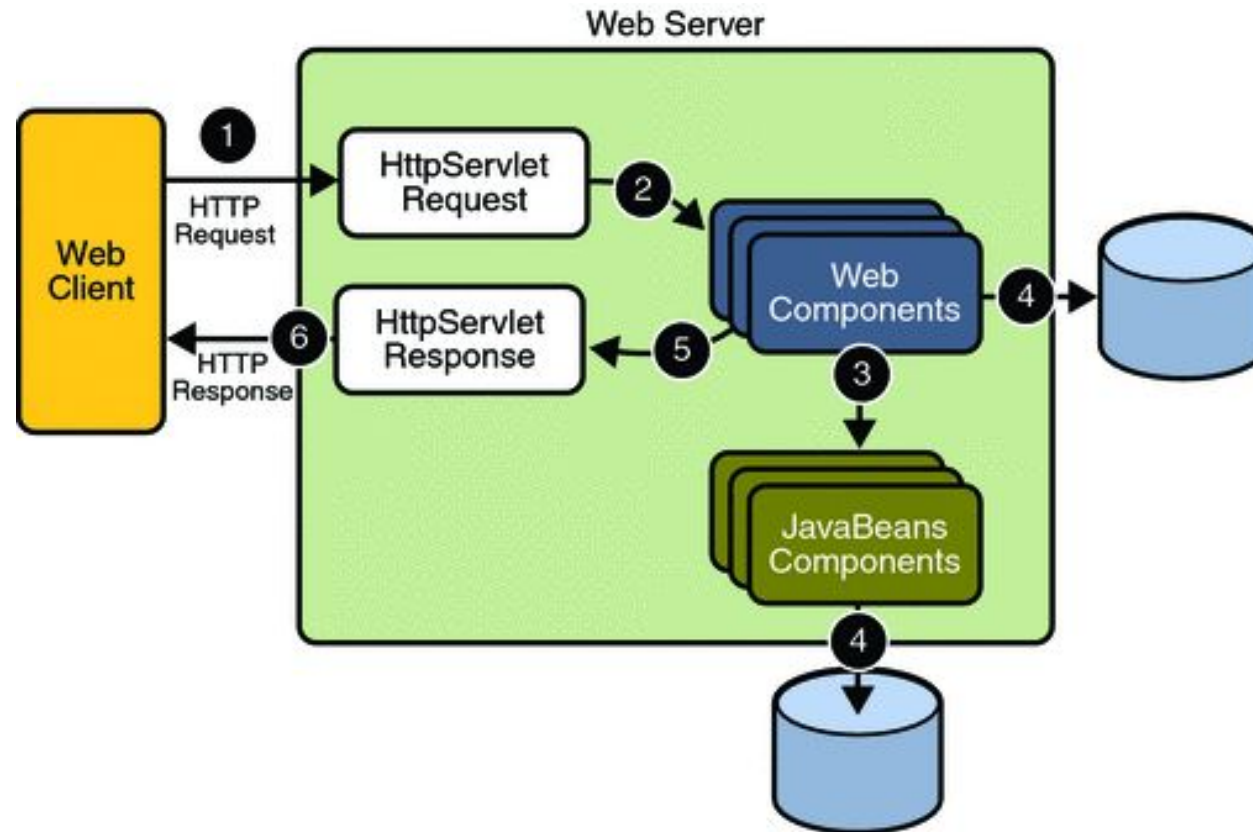 Web Server
1
HTTP
Request
Web
Client
HttpServlet
Request
2
Web
Components
4
HttpServlet
Response
5
6
HTTP
Response
3
JavaBeans
Components
4